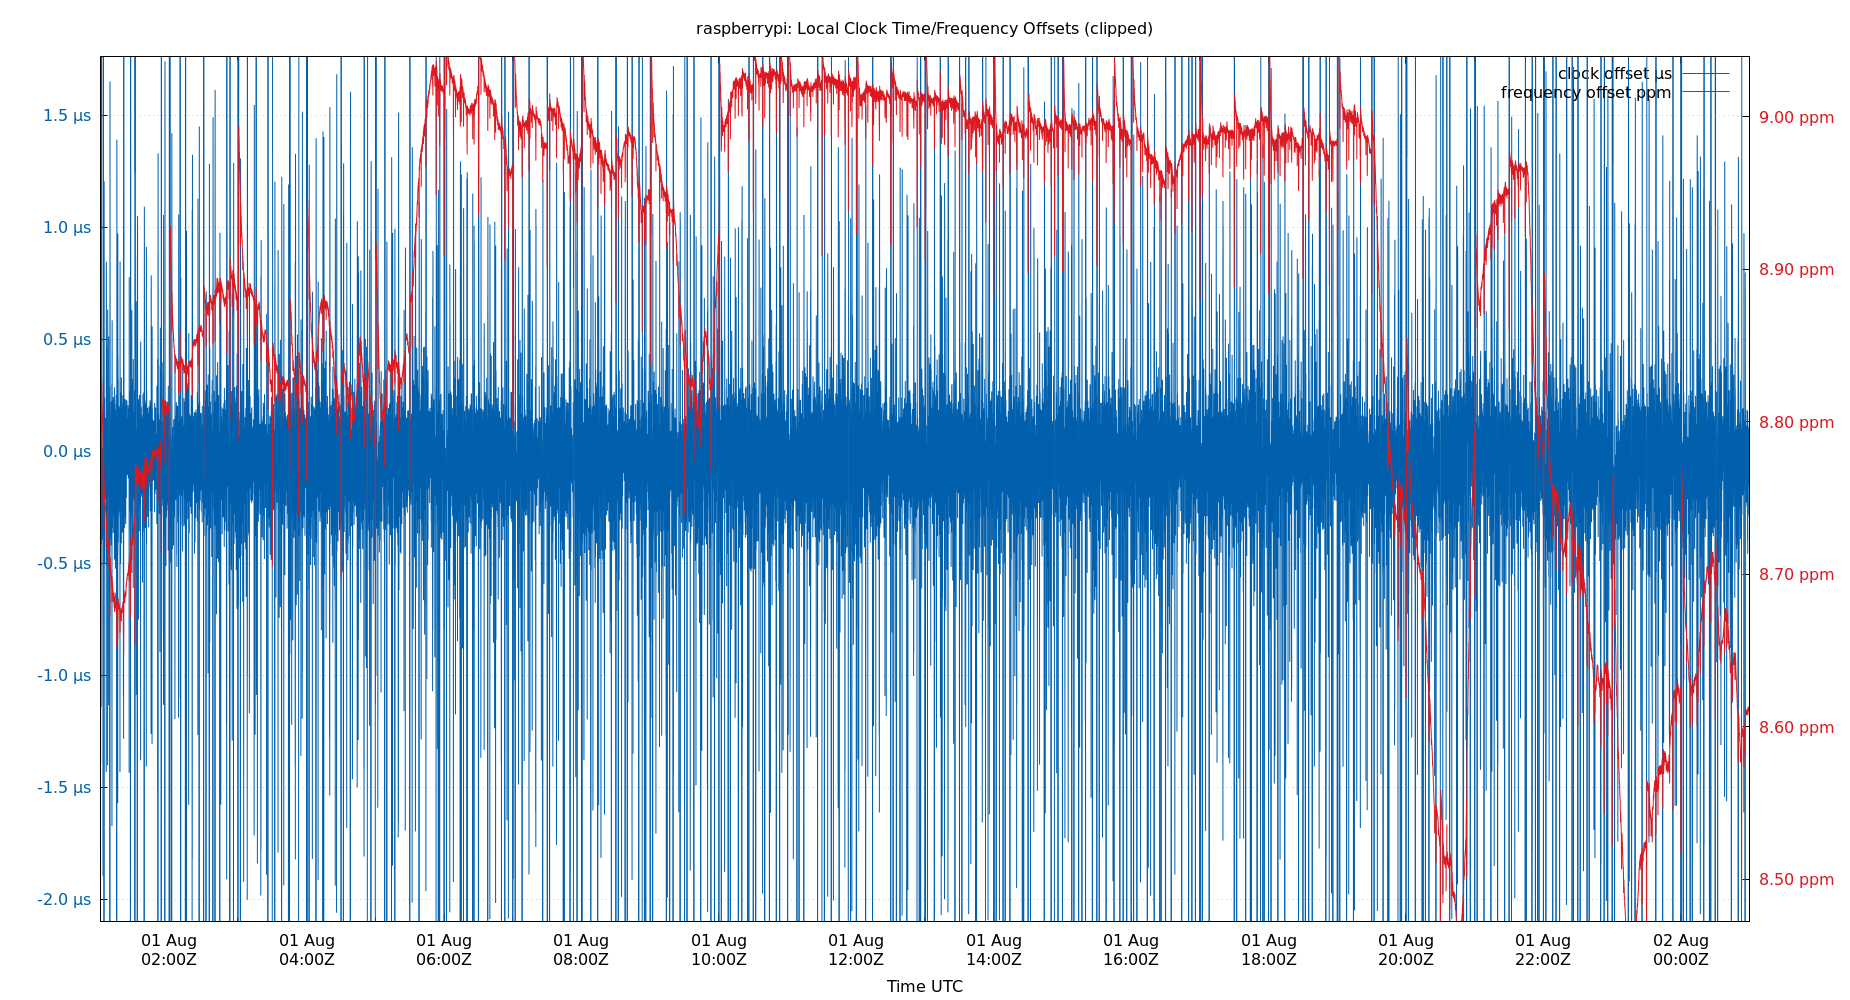 raspberrypi: Local Clock Time/Frequency Offsets (clipped)
clock offset µs
frequency offset ppm
1.5 µs
1.0 µs
0.5 µs
0.0 µs
-0.5 µs
-1.0 µs
-1.5 µs
-2.0 µs
9.00 ppm
8.90 ppm
8.80 ppm
8.70 ppm
8.60 ppm
8.50 ppm
01 Aug 01 Aug 01 Aug 01 Aug 01 Aug 01 Aug 01 Aug 01 Aug 01 Aug 01 Aug 01 Aug 02 Aug
02:00Z 04:00Z 06:00Z 08:00Z 10:00Z 12:00Z 14:00Z 16:00Z 18:00Z 20:00Z 22:00Z 00:00Z
Time UTC